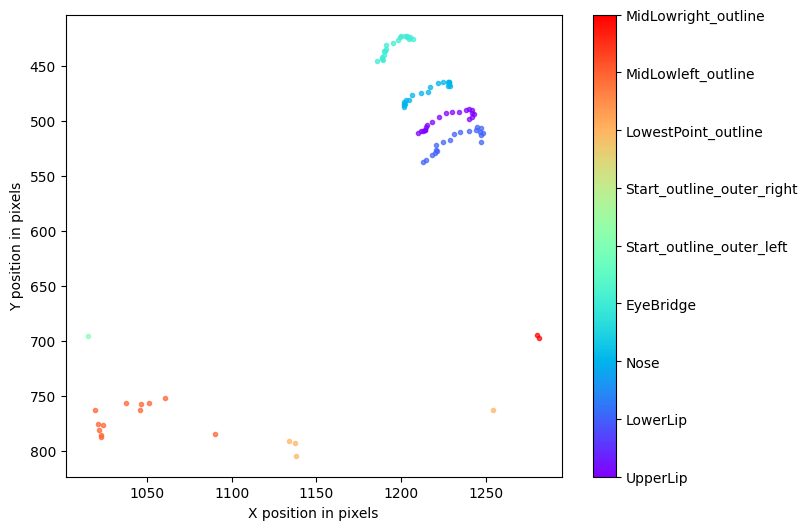 MidLowright_outline
MidLowleft_outline
LowestPoint_outline
Start_outline_outer_right
Start_outline_outer_left
EyeBridge
Nose
LowerLip
UpperLip
450
500
550
600
650
700
750
800
Y position in pixels
1050 1100 1150 1200 1250
X position in pixels